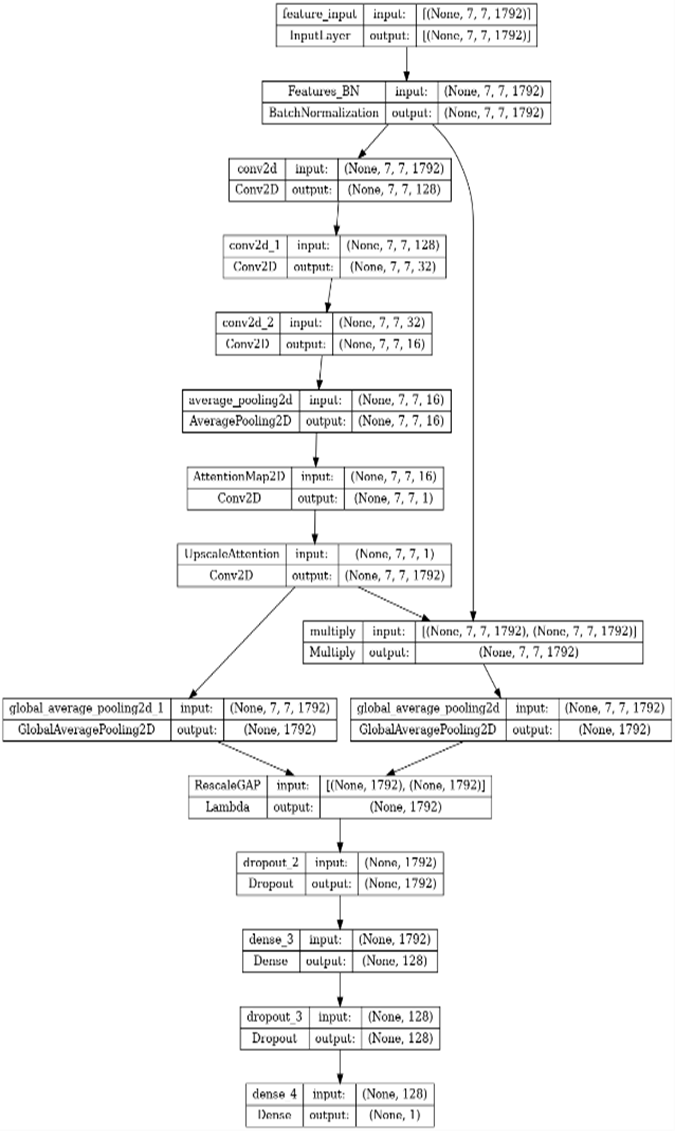 feature_input input: [(None, 7, 7, 1792)]
InputLayer output: [(None, 7, 7, 1792)]
Features_BN input: (None, 7, 7, 1792)
BatchNormalization output: (None, 7, 7, 1792)
conv2d input: (None, 7, 7, 1792)
Conv2D output: (None, 7, 7, 128)
conv2d_1 input: (None, 7, 7, 128)
Conv2D output: (None, 7, 7, 32)
conv2d_2 input: (None, 7, 7, 32)
Conv2D output: (None, 7, 7, 16)
average_pooling2d input: (None, 7, 7, 16)
AveragePooling2D output: (None, 7, 7, 16)
AttentionMap2D input: (None, 7, 7, 16)
Conv2D output: (None, 7, 7, 1)
UpscaleAttention input: (None, 7, 7, 1)
Conv2D output: (None, 7, 7, 1792)
multiply input: [(None, 7, 7, 1792), (None, 7, 7, 1792)]
Multiply output: (None, 7, 7, 1792)
global_average_pooling2d_1 input: (None, 7, 7, 1792)
GlobalAveragePooling2D output: (None, 1792)
global_average_pooling2d input: (None, 7, 7, 1792)
GlobalAveragePooling2D output: (None, 1792)
RescaleGAP input: [(None, 1792), (None, 1792)]
Lambda output: (None, 1792)
dropout_2 input: (None, 1792)
Dropout output: (None, 1792)
dense_3 input: (None, 1792)
Dense output: (None, 128)
dropout_3 input: (None, 128)
Dropout output: (None, 128)
dense_4 input: (None, 128)
Dense output: (None, 1)